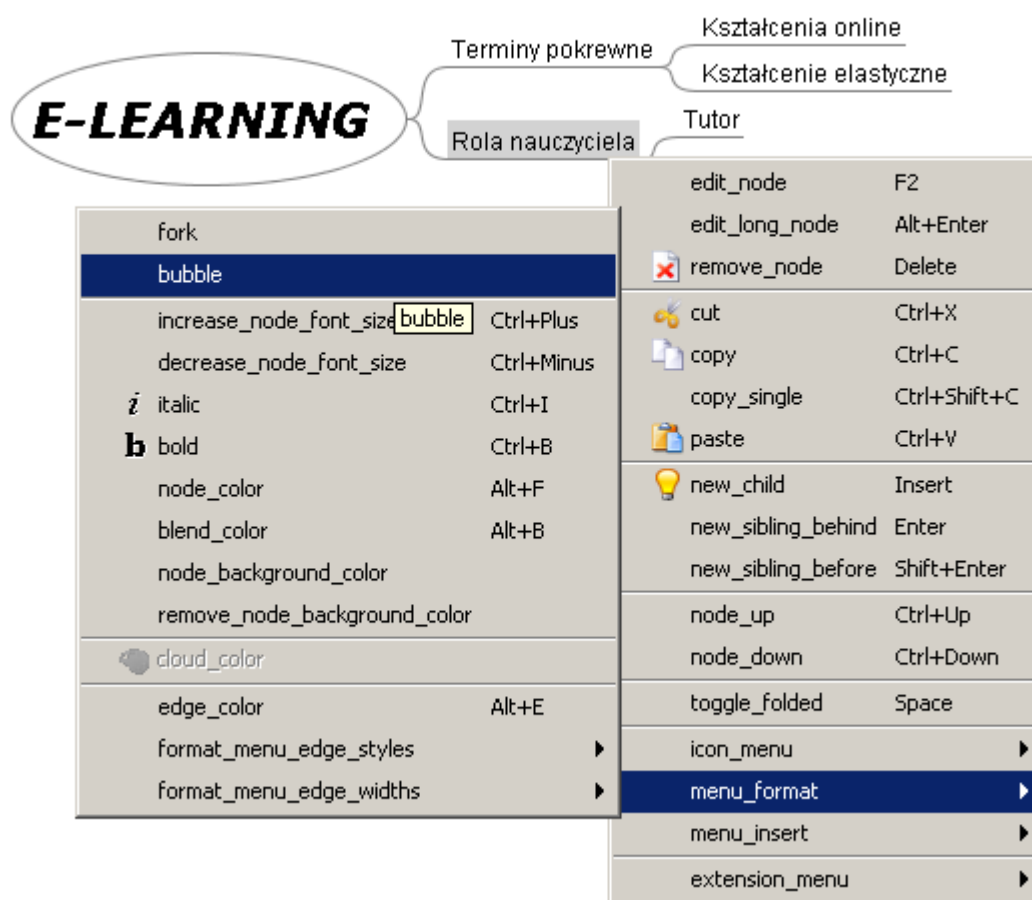 E-LEARNING
Terminy pokrewne
Kształcenia online
Kształcenie elastyczne
Rola nauczyciela
Tutor
edit_node F2
edit_long_node Alt+Enter
remove_node Delete
cut Ctrl+X
copy Ctrl+C
copy_single Ctrl+Shift+C
paste Ctrl+V
new_child Insert
new_sibling_behind Enter
new_sibling_before Shift+Enter
node_up Ctrl+Up
node_down Ctrl+Down
toggle_folded Space
icon_menu
menu_format
menu_insert
extension_menu
fork
bubble
increase_node_font_size Ctrl+Plus
bubble
decrease_node_font_size Ctrl+Minus
i italic Ctrl+I
b bold Ctrl+B
node_color Alt+F
blend_color Alt+B
node_background_color
remove_node_background_color
cloud_color
edge_color Alt+E
format_menu_edge_styles
format_menu_edge_widths